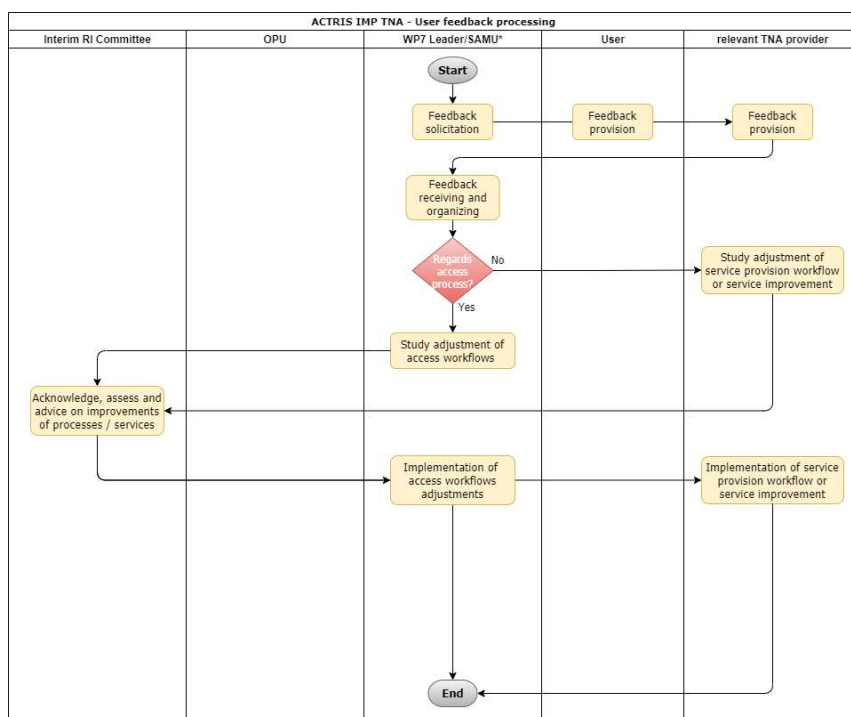 ACTRIS IMP TNA - User feedback processing
Interim RI Committee
OPU
WP7 Leader/SAMU*
User
relevant TNA provider
Start
Feedback
solicitation
Feedback
provision
Feedback
provision
Feedback
receiving and
organizing
Regards
access
process?
No
Yes
Study adjustment of
service provision workflow
or service improvement
Study adjustment of
access workflows
Acknowledge, assess and
advice on improvements
of processes / services
Implementation of
access workflows
adjustments
Implementation of service
provision workflow or
service improvement
End